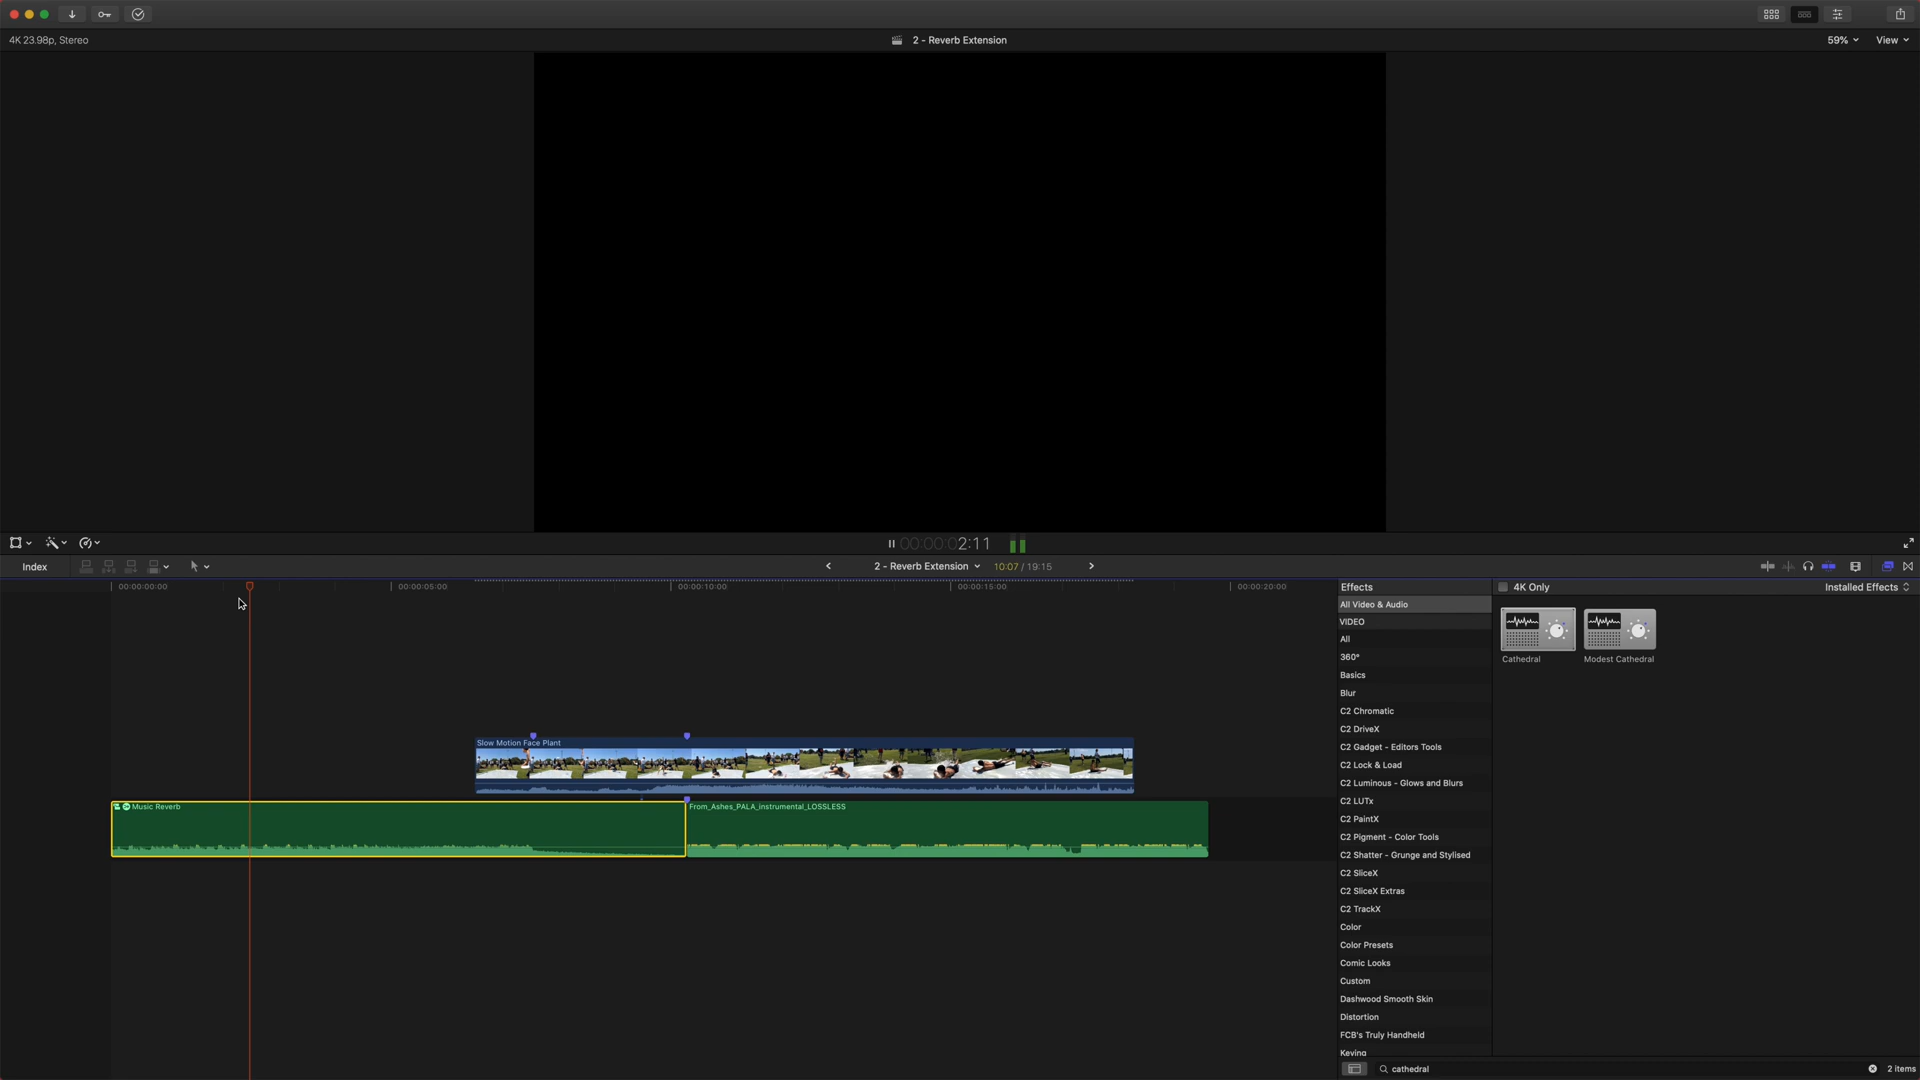 4K 23.98p, Stereo
2 - Reverb Extension
59%
View
00:00:02:11
Index
2 - Reverb Extension
10:07 / 19:15
00:00:00:00
00:00:05:00
00:00:10:00
00:00:15:00
00:00:20:00
Slow Motion Face Plant
Music Reverb
From_Ashes_PALA_instrumental_LOSSLESS
Effects
4K Only
Installed Effects
All Video & Audio
VIDEO
All
360°
Basics
Blur
C2 Chromatic
C2 DriveX
C2 Gadget - Editors Tools
C2 Lock & Load
C2 Luminous - Glows and Blurs
C2 LUTx
C2 PaintX
C2 Pigment - Color Tools
C2 Shatter - Grunge and Stylised
C2 SliceX
C2 SliceX Extras
C2 TrackX
Color
Color Presets
Comic Looks
Custom
Dashwood Smooth Skin
Distortion
FCB's Truly Handheld
Keying
Cathedral
Modest Cathedral
cathedral
2 items